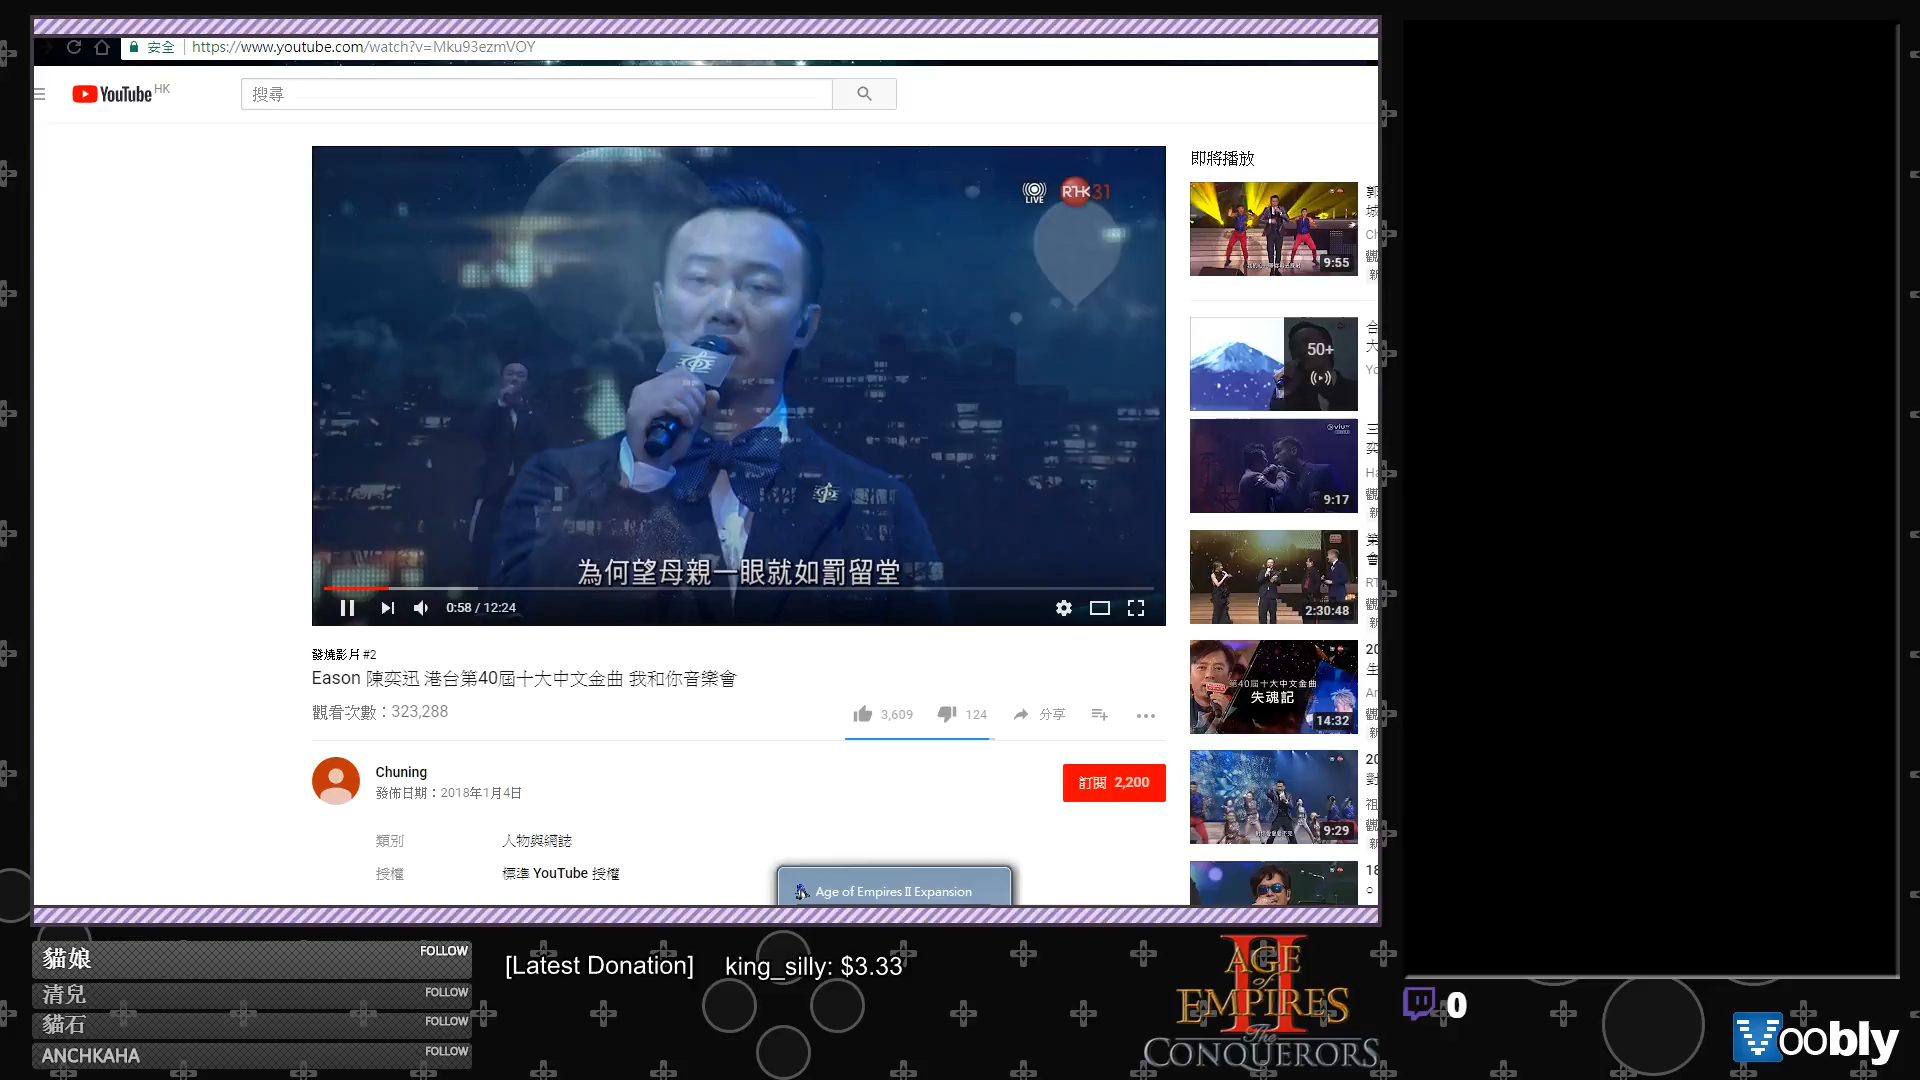 安全 https://www.youtube.com/watch?v=Mku93ezmVOY
YouTube HK
搜尋
LIVE RTHK 31
為何望母親一眼就如罰留堂
0:58 / 12:24
發燒影片 #2
Eason 陳奕迅 港台第40屆十大中文金曲 我和你音樂會
觀看次數：323,288
3,609 124 分享
Chuning
發佈日期：2018年1月4日
訂閱 2,200
類別 人物與網誌
授權 標準 YouTube 授權
Age of Empires II Expansion
即將播放
9:55
50+
viu
9:17
2:30:48
第40屆十大中文金曲
失魂記
14:32
9:29
貓娘 FOLLOW
清兒 FOLLOW
貓石 FOLLOW
ANCHKAHA FOLLOW
[Latest Donation] king_silly: $3.33
AGE
of
EMPIRES
II
The
CONQUERORS
0
Voobly